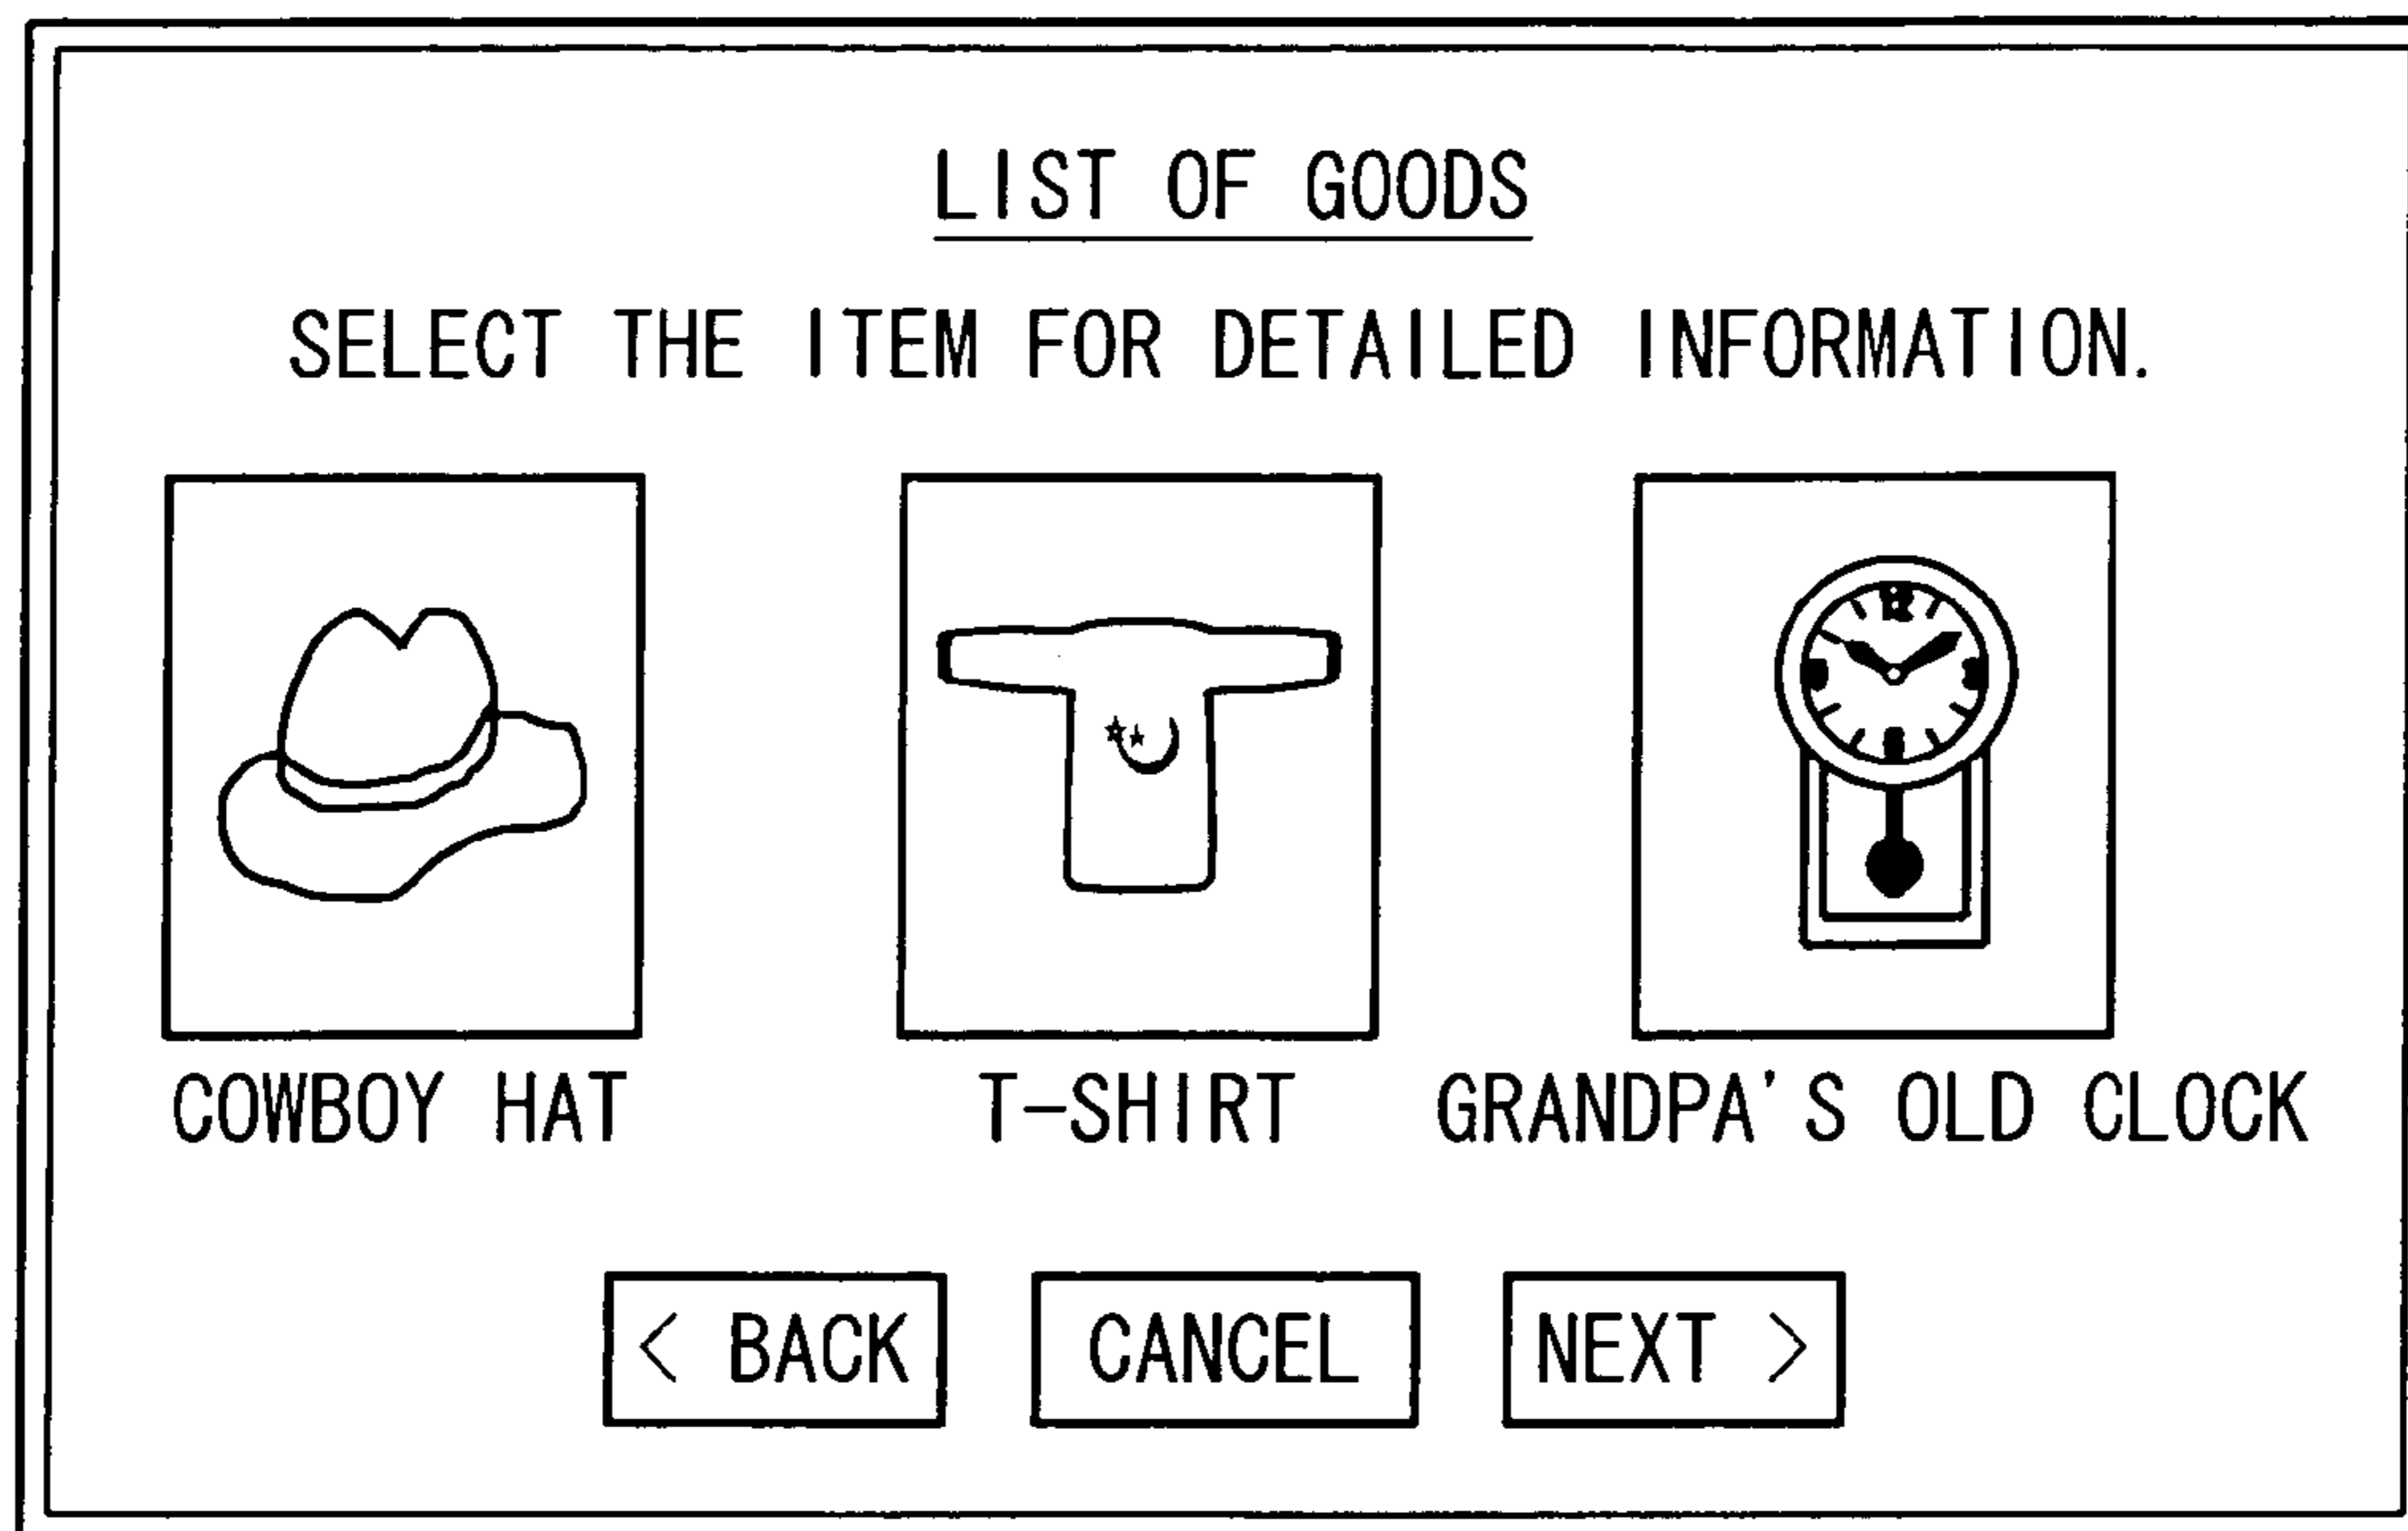 LIST OF GOODS
SELECT THE ITEM FOR DETAILED INFORMATION.
COWBOY HAT T-SHIRT GRANDPA'S OLD CLOCK
< BACK CANCEL NEXT >